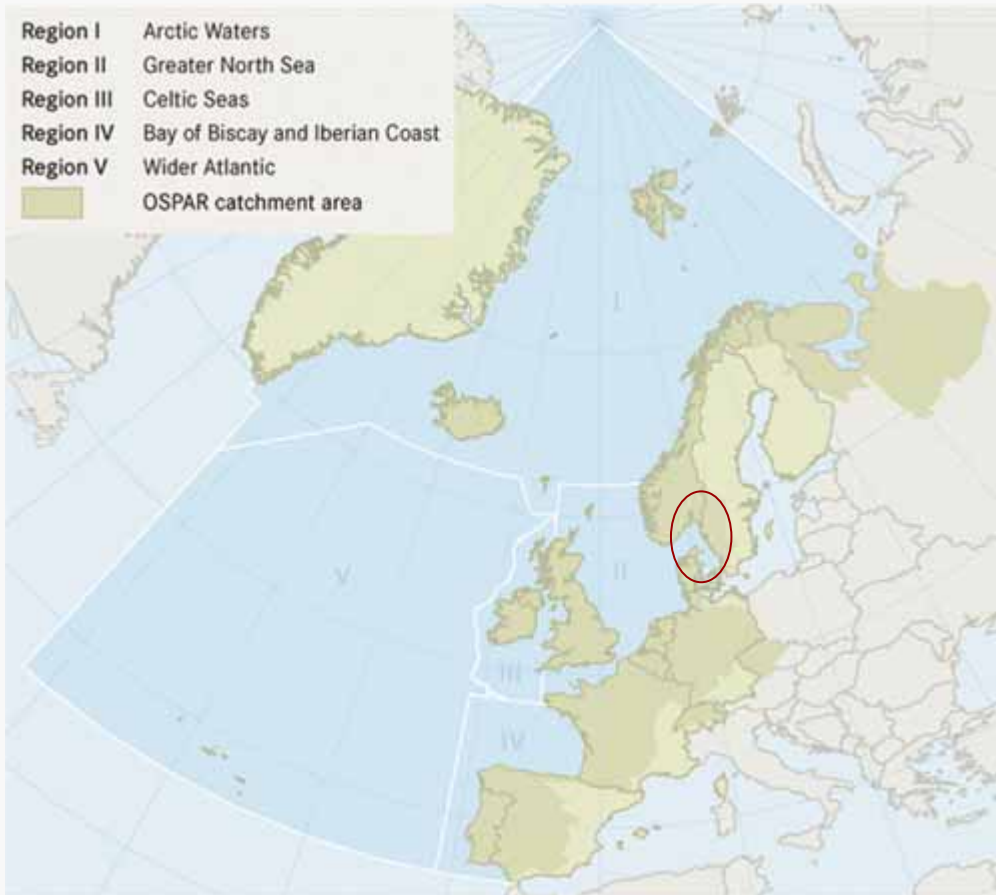 Region I Arctic Waters
Region II Greater North Sea
Region III Celtic Seas
Region IV Bay of Biscay and Iberian Coast
Region V Wider Atlantic
OSPAR catchment area
I
II
V
III
IV